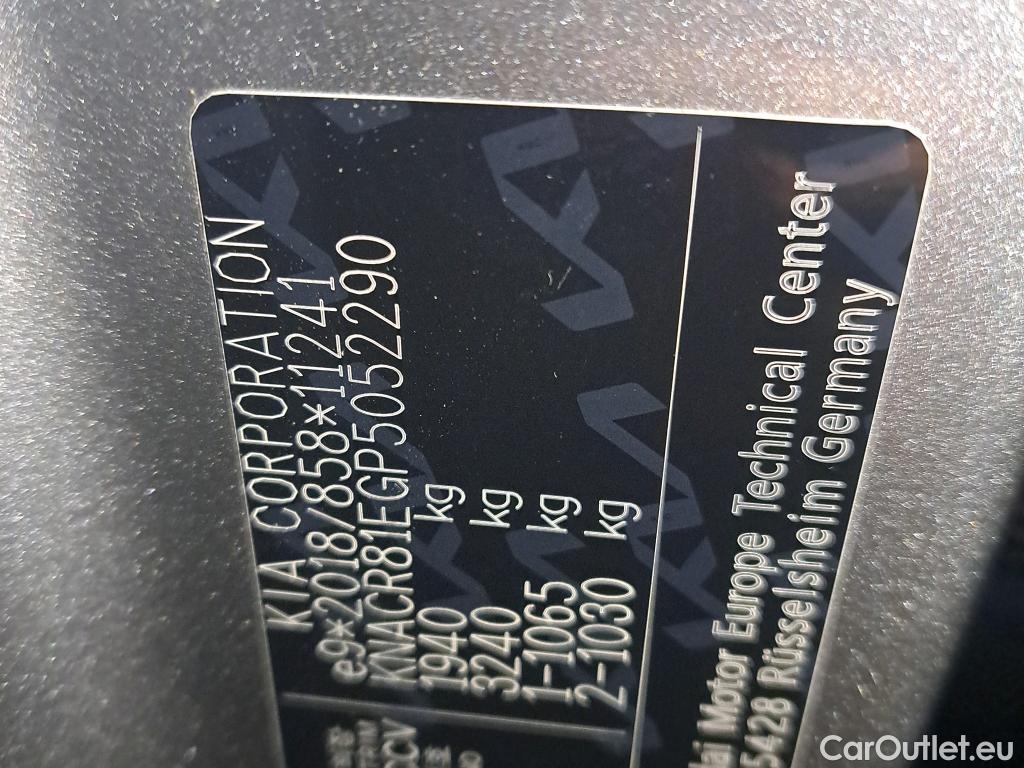 KIA CORPORATION
e9*2018/858*11241
KNACR81EGP5052290
1940 kg
3240 kg
1-1065 kg
2-1030 kg
Motor Europe Technical Center
5428 Rüsselsheim Germany
CarOutlet.eu